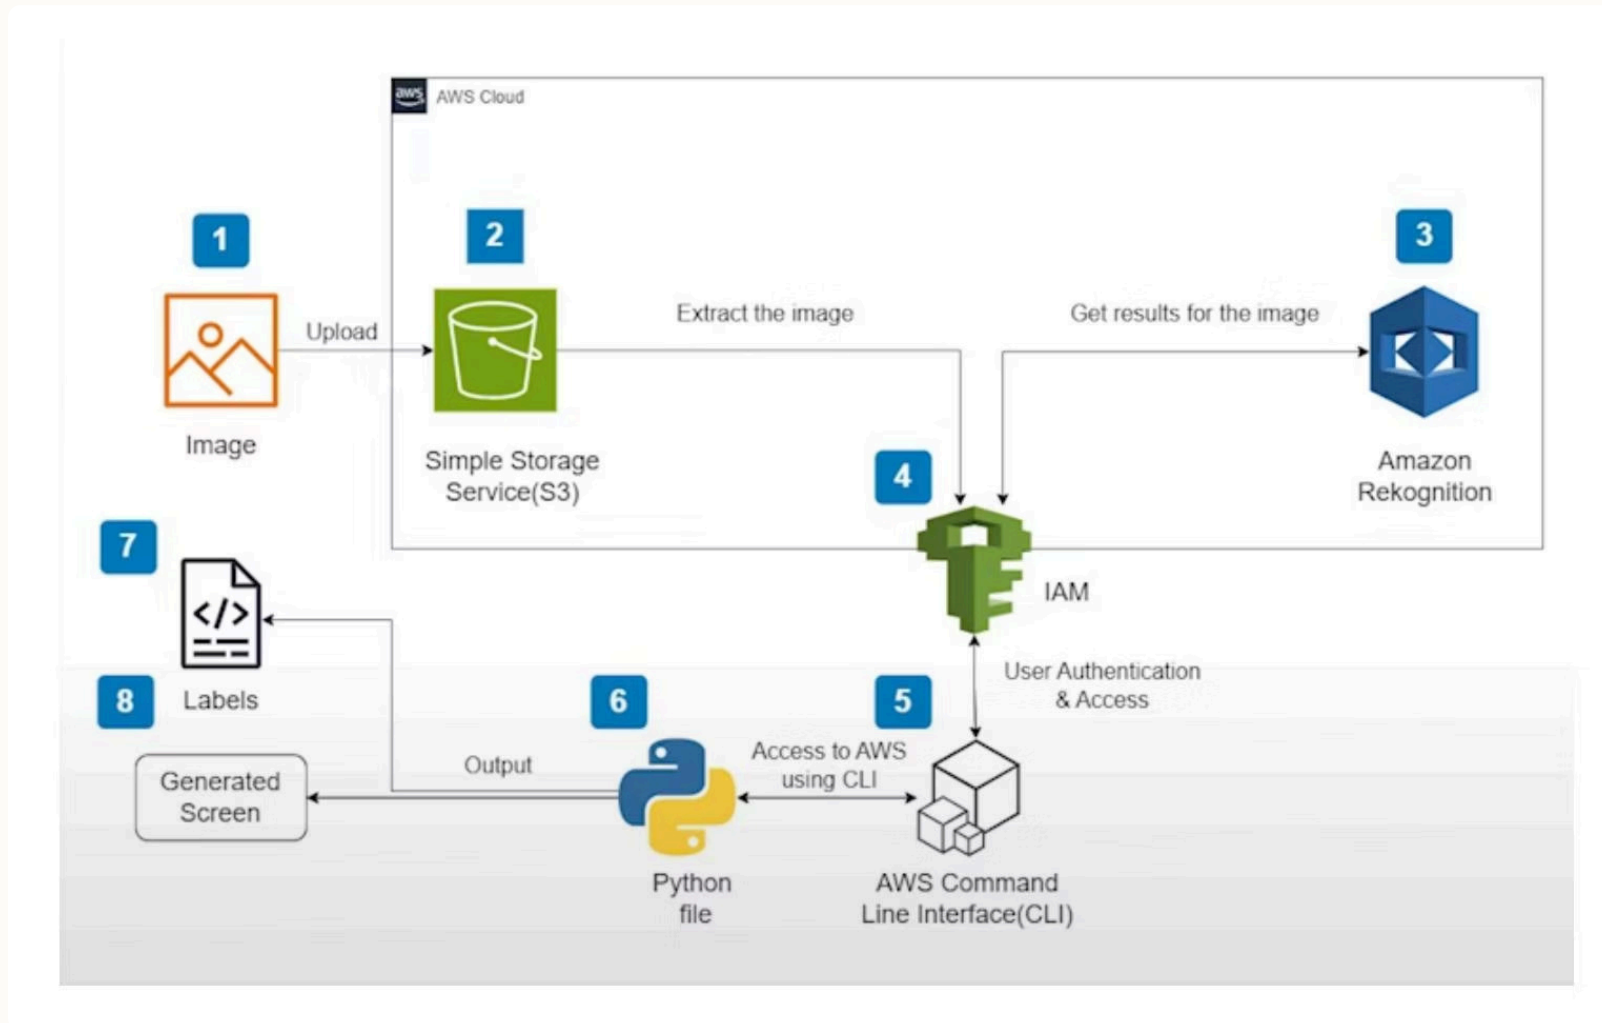 aws
AWS Cloud
1
2
3
Upload
Extract the image
Get results for the image
Image
Simple Storage
Service(S3)
Amazon
Rekognition
4
IAM
7
</>
Labels
User Authentication
& Access
8
6
5
Generated
Screen
Output
Access to AWS
using CLI
Python
file
AWS Command
Line Interface(CLI)